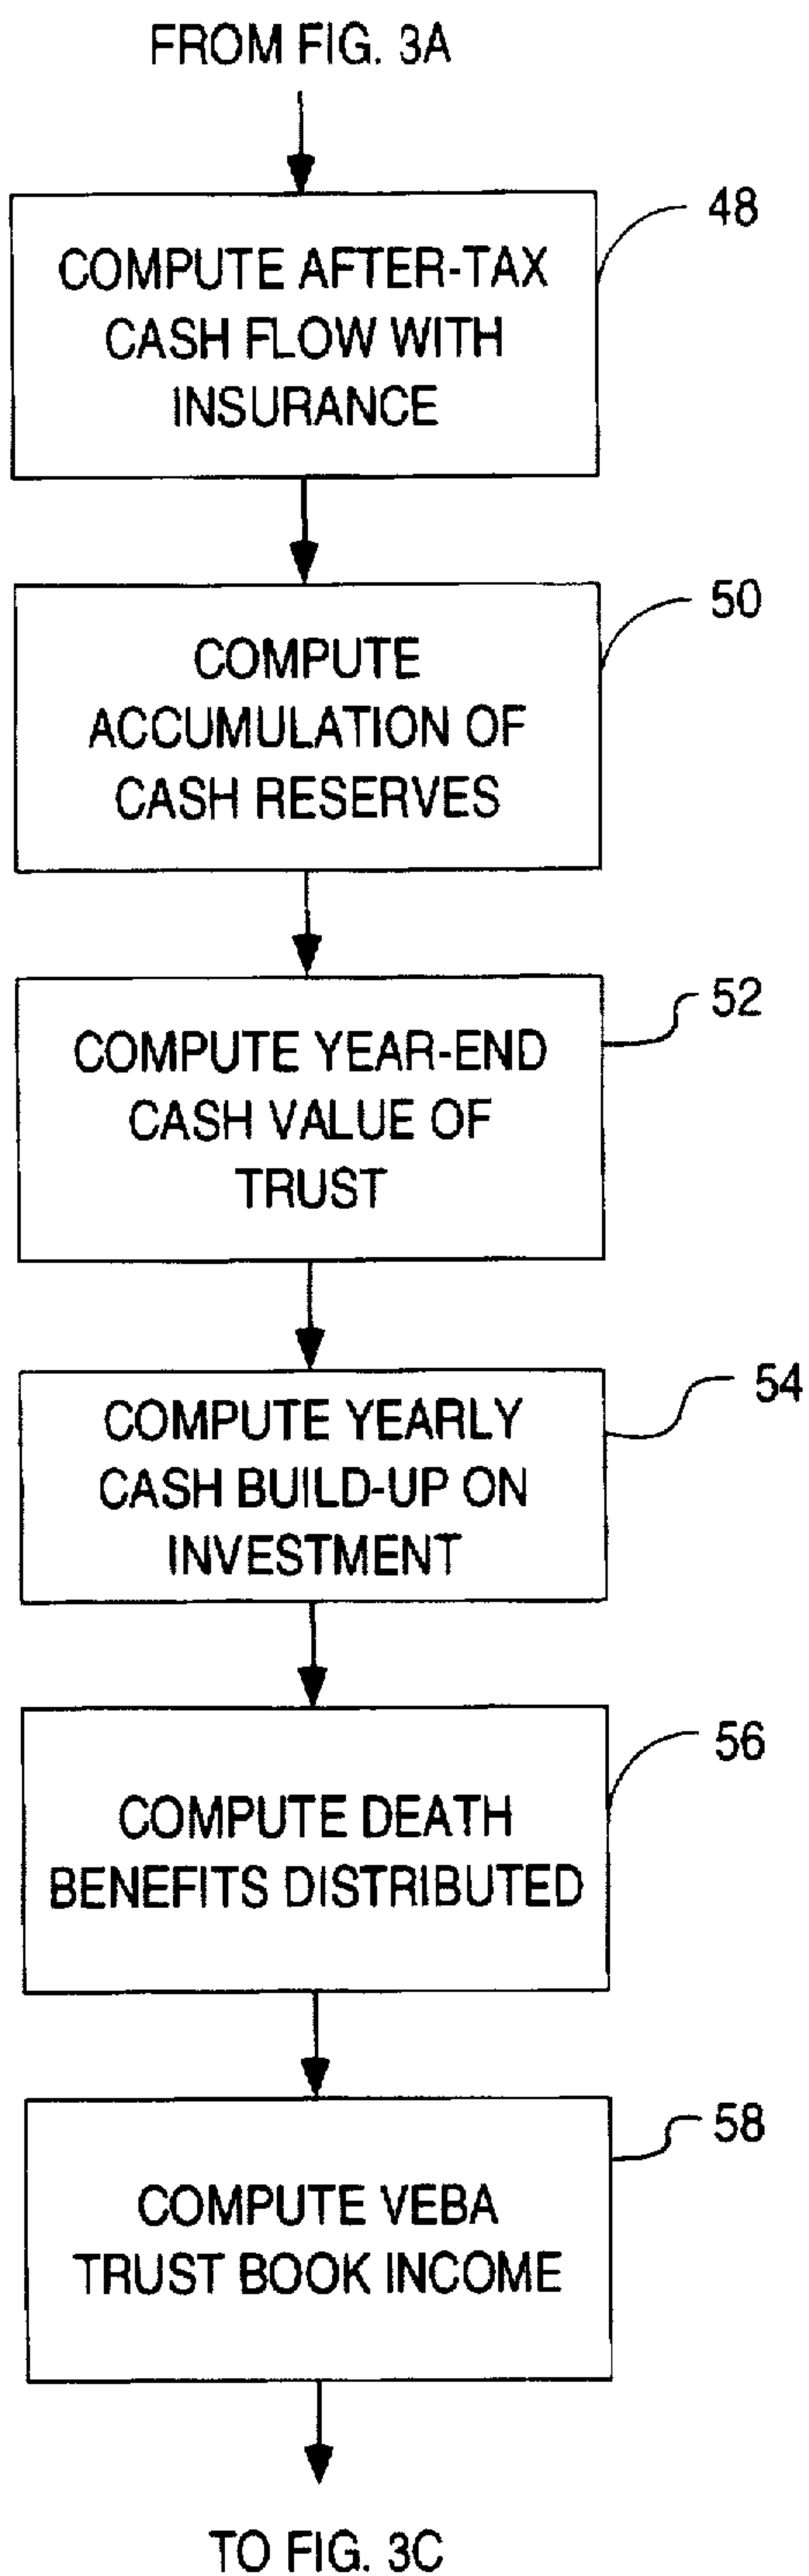 FROM FIG. 3A
48
COMPUTE AFTER-TAX
CASH FLOW WITH
INSURANCE
50
COMPUTE
ACCUMULATION OF
CASH RESERVES
52
COMPUTE YEAR-END
CASH VALUE OF
TRUST
54
COMPUTE YEARLY
CASH BUILD-UP ON
INVESTMENT
56
COMPUTE DEATH
BENEFITS DISTRIBUTED
58
COMPUTE VEBA
TRUST BOOK INCOME
TO FIG. 3C